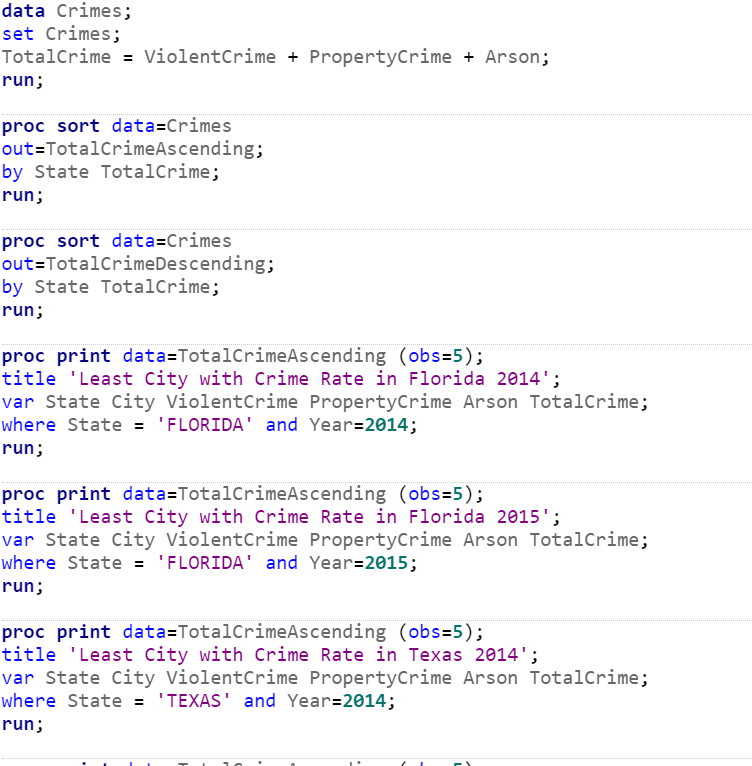 data Crimes;
set Crimes;
TotalCrime = ViolentCrime + PropertyCrime + Arson;
run;
proc sort data=Crimes
out=TotalCrimeAscending;
by State TotalCrime;
run;
proc sort data=Crimes
out=TotalCrimeDescending;
by State TotalCrime;
run;
proc print data=TotalCrimeAscending (obs=5);
title 'Least City with Crime Rate in Florida 2014';
var State City ViolentCrime PropertyCrime Arson TotalCrime;
where State = 'FLORIDA' and Year=2014;
run;
proc print data=TotalCrimeAscending (obs=5);
title 'Least City with Crime Rate in Florida 2015';
var State City ViolentCrime PropertyCrime Arson TotalCrime;
where State = 'FLORIDA' and Year=2015;
run;
proc print data=TotalCrimeAscending (obs=5);
title 'Least City with Crime Rate in Texas 2014';
var State City ViolentCrime PropertyCrime Arson TotalCrime;
where State = 'TEXAS' and Year=2014;
run;